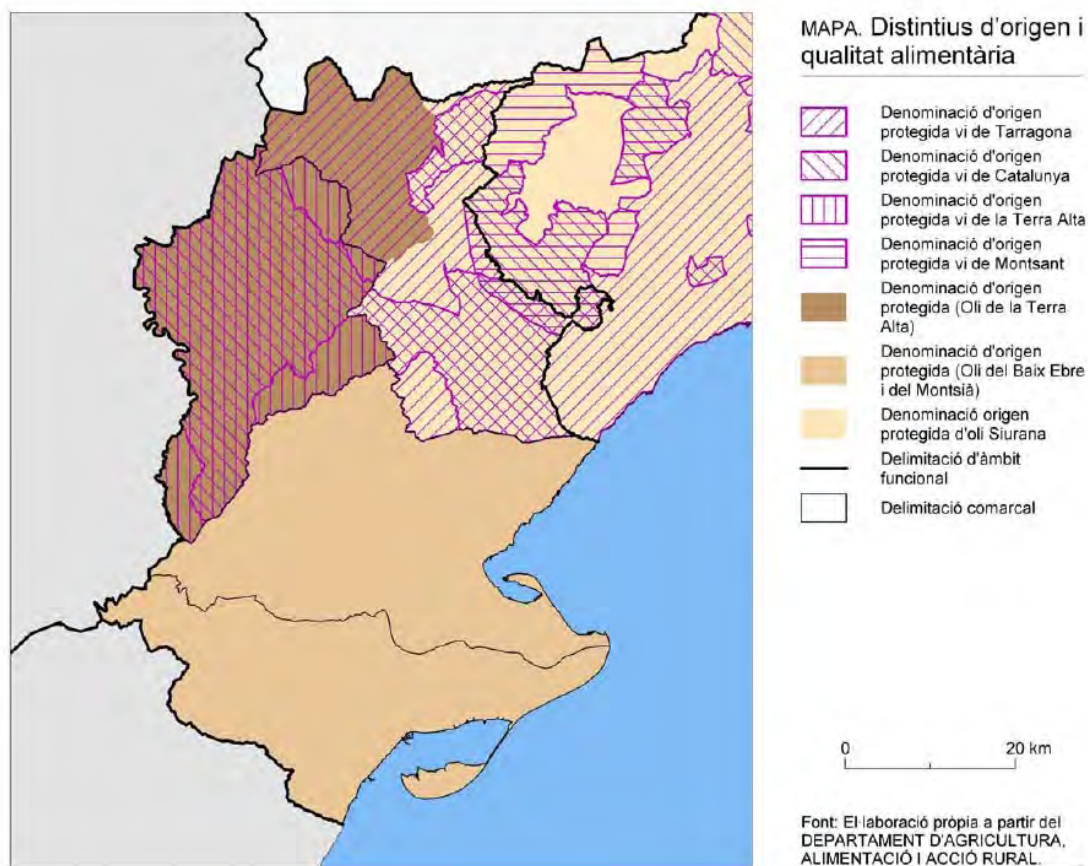 MAPA. Distintius d'origen i
qualitat alimentària
Denominació d'origen
protegida vi de Tarragona
Denominació d'origen
protegida vi de Catalunya
Denominació d'origen
protegida vi de la Terra Alta
Denominació d'origen
protegida vi de Montsant
Denominació d'origen
protegida (Oli de la Terra
Alta)
Denominació d'origen
protegida (Oli del Baix Ebre
i del Montsià)
Denominació origen
protegida d'oli Siurana
Delimitació d'àmbit
funcional
Delimitació comarcal
0 20 km
Font: El·laboració pròpia a partir del
DEPARTAMENT D'AGRICULTURA,
ALIMENTACIÓ I ACCIÓ RURAL.